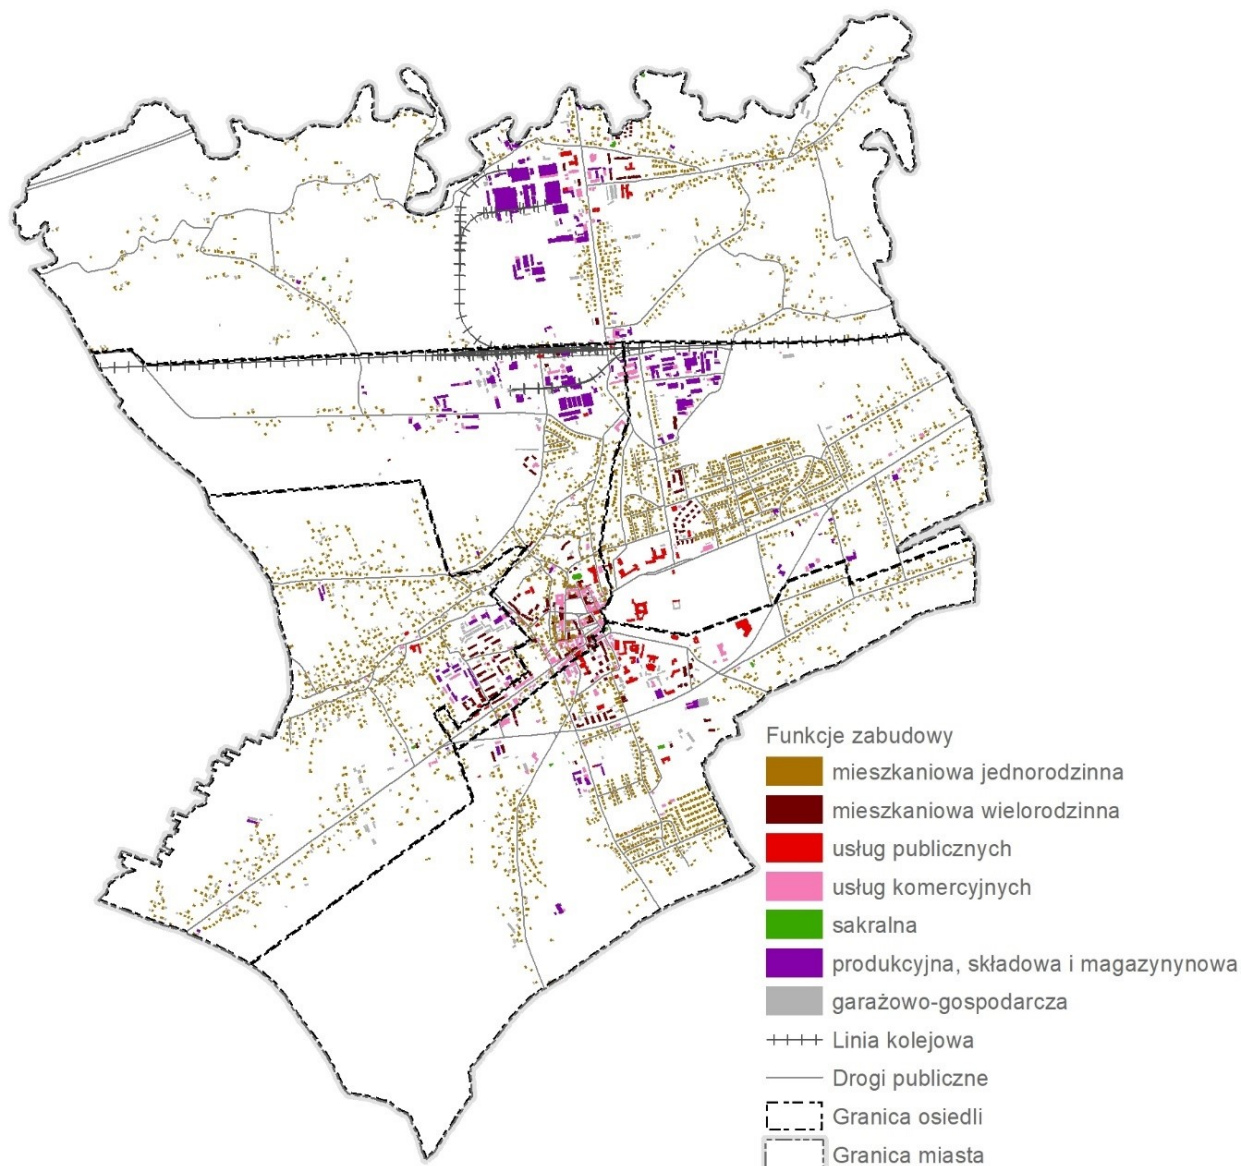 Funkcje zabudowy
mieszkaniowa jednorodzinna
mieszkaniowa wielorodzinna
usług publicznych
usług komercyjnych
sakralna
produkcyjna, składowa i magazynynowa
garażowo-gospodarcza
Linia kolejowa
Drogi publiczne
Granica osiedli
Granica miasta